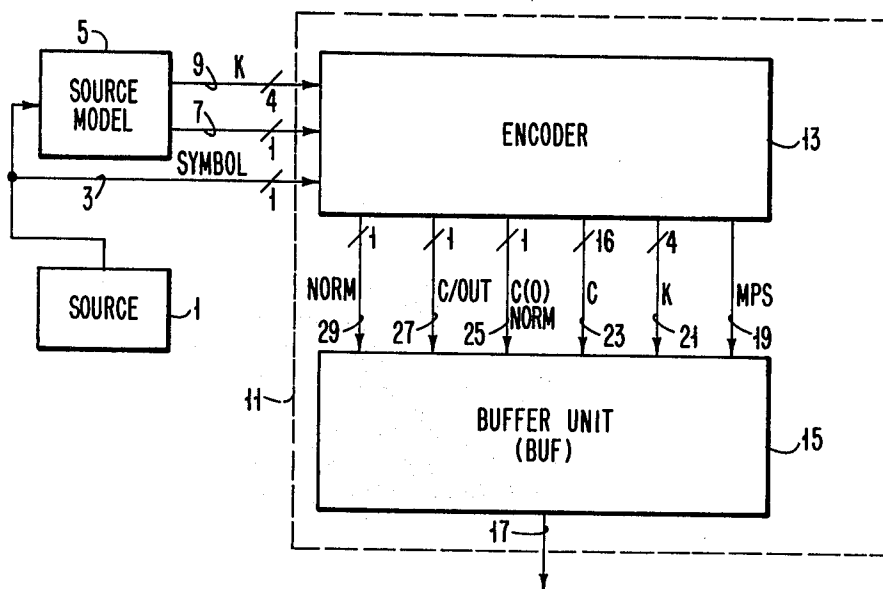 5
SOURCE
MODEL
9 K
4
7
1
SYMBOL
3
1
ENCODER
13
SOURCE
1
1
1
1
16
4
NORM
C/OUT
C(0)
NORM
C
K
MPS
29
27
25
23
21
19
11
BUFFER UNIT
(BUF)
15
17